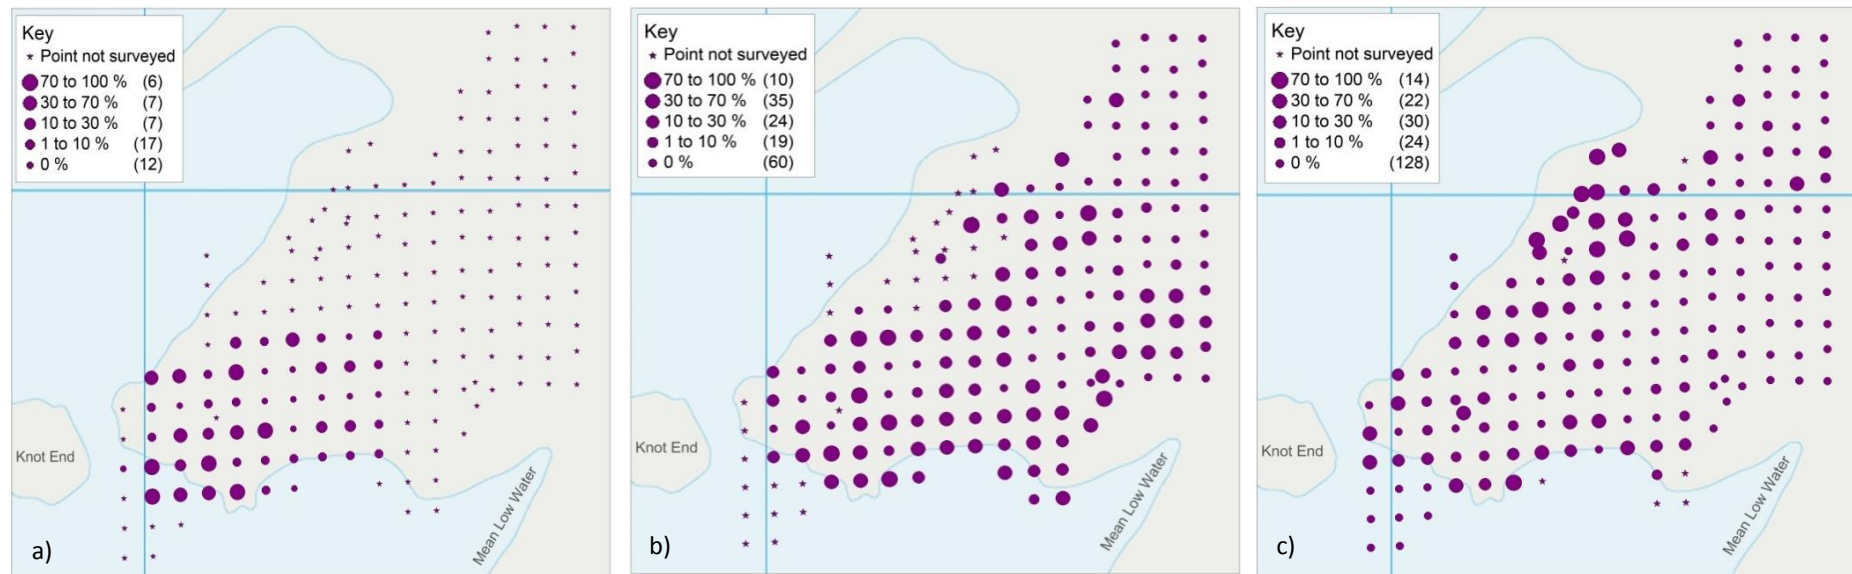 Key
Point not surveyed
70 to 100 % (6)
30 to 70 % (7)
10 to 30 % (7)
1 to 10 % (17)
0 % (12)
Knot End
Mean Low Water
a)
Key
Point not surveyed
70 to 100 % (10)
30 to 70 % (35)
10 to 30 % (24)
1 to 10 % (19)
0 % (60)
Knot End
Mean Low Water
b)
Key
Point not surveyed
70 to 100 % (14)
30 to 70 % (22)
10 to 30 % (30)
1 to 10 % (24)
0 % (128)
Knot End
Mean Low Water
c)